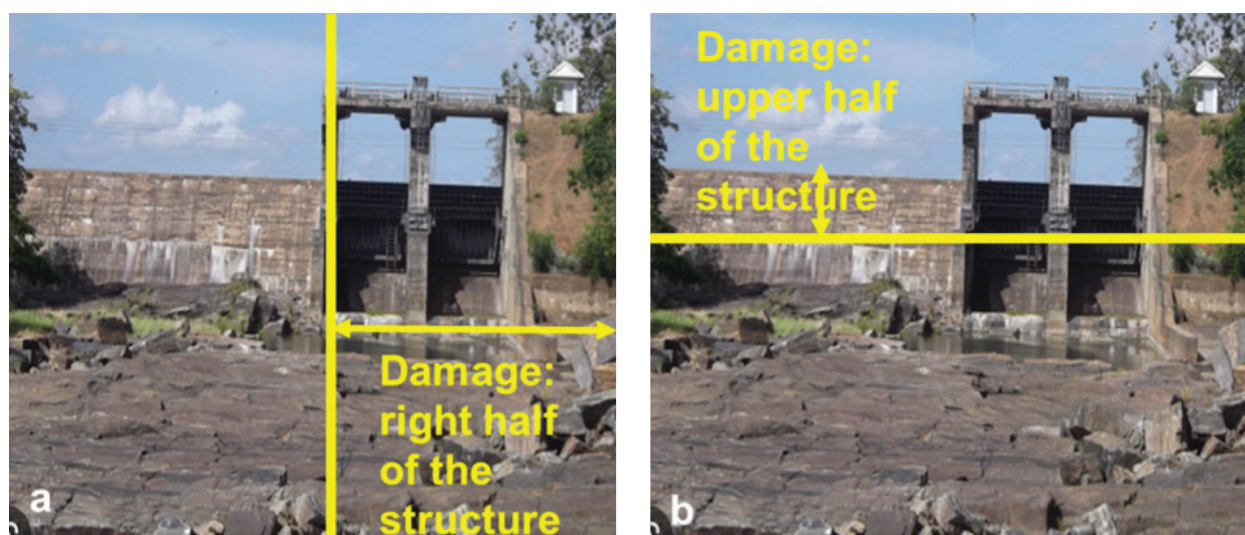 Damage:
right half
of the
structure
a
Damage:
upper half
of the
structure
b